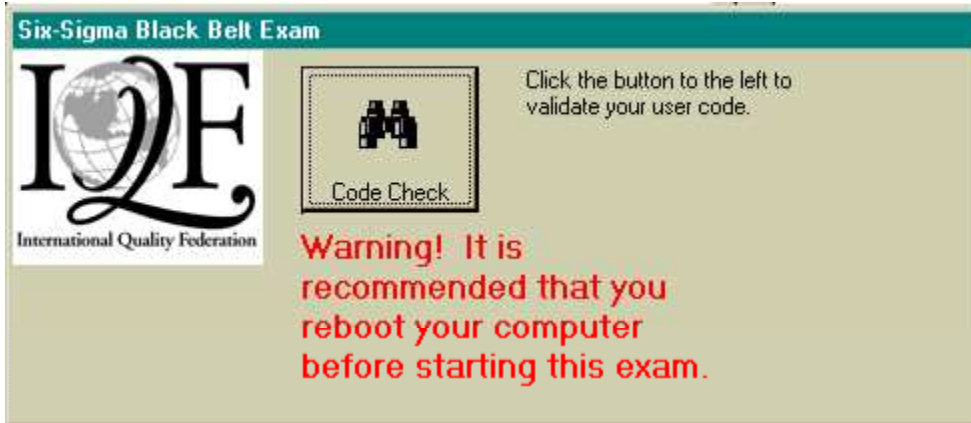 Six-Sigma Black Belt Exam
IQF
International Quality Federation
Code Check
Click the button to the left to
validate your user code.
Warning! It is
recommended that you
reboot your computer
before starting this exam.